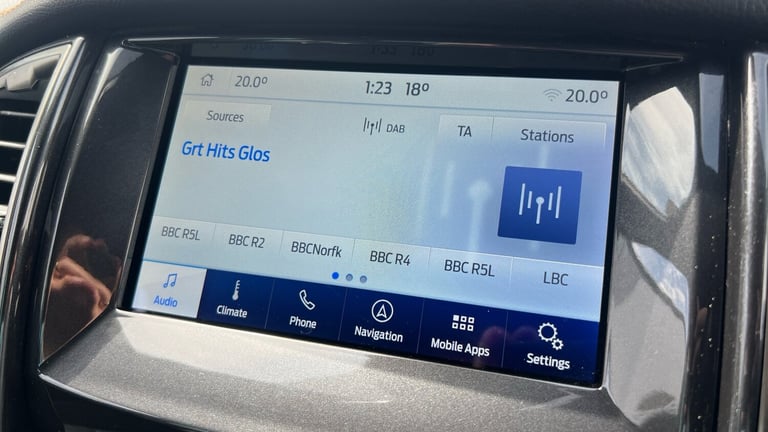 20.0° 1:23 18° 20.0°
Sources DAB TA Stations
Grt Hits Glos
BBC R5L BBC R2 BBCNorfk BBC R4 BBC R5L LBC
Audio Climate Phone Navigation Mobile Apps Settings